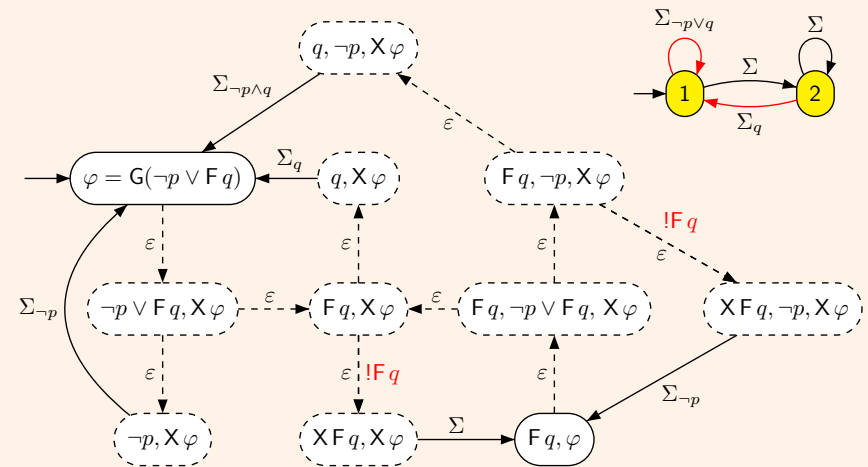 Σ¬p∨q
Σ
q, ¬p, X φ
Σ
1
2
Σ¬p∧q
Σq
ε
φ = G(¬p ∨ F q)
Σq
q, X φ
F q, ¬p, X φ
!F q
ε
ε
ε
ε
Σ¬p
¬p ∨ F q, X φ
ε
F q, X φ
ε
F q, ¬p ∨ F q, X φ
X F q, ¬p, X φ
ε
ε
!F q
ε
Σ¬p
¬p, X φ
X F q, X φ
Σ
F q, φ